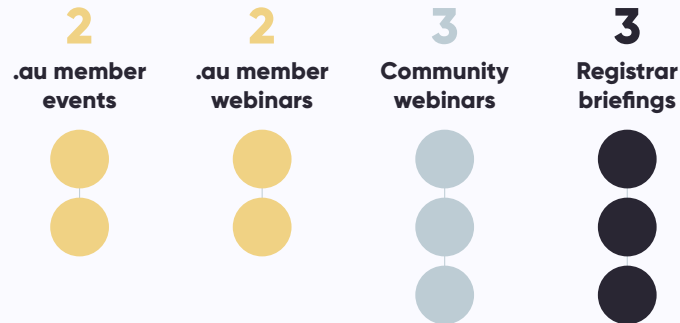 2
.au member
events
2
.au member
webinars
3
Community
webinars
3
Registrar
briefings